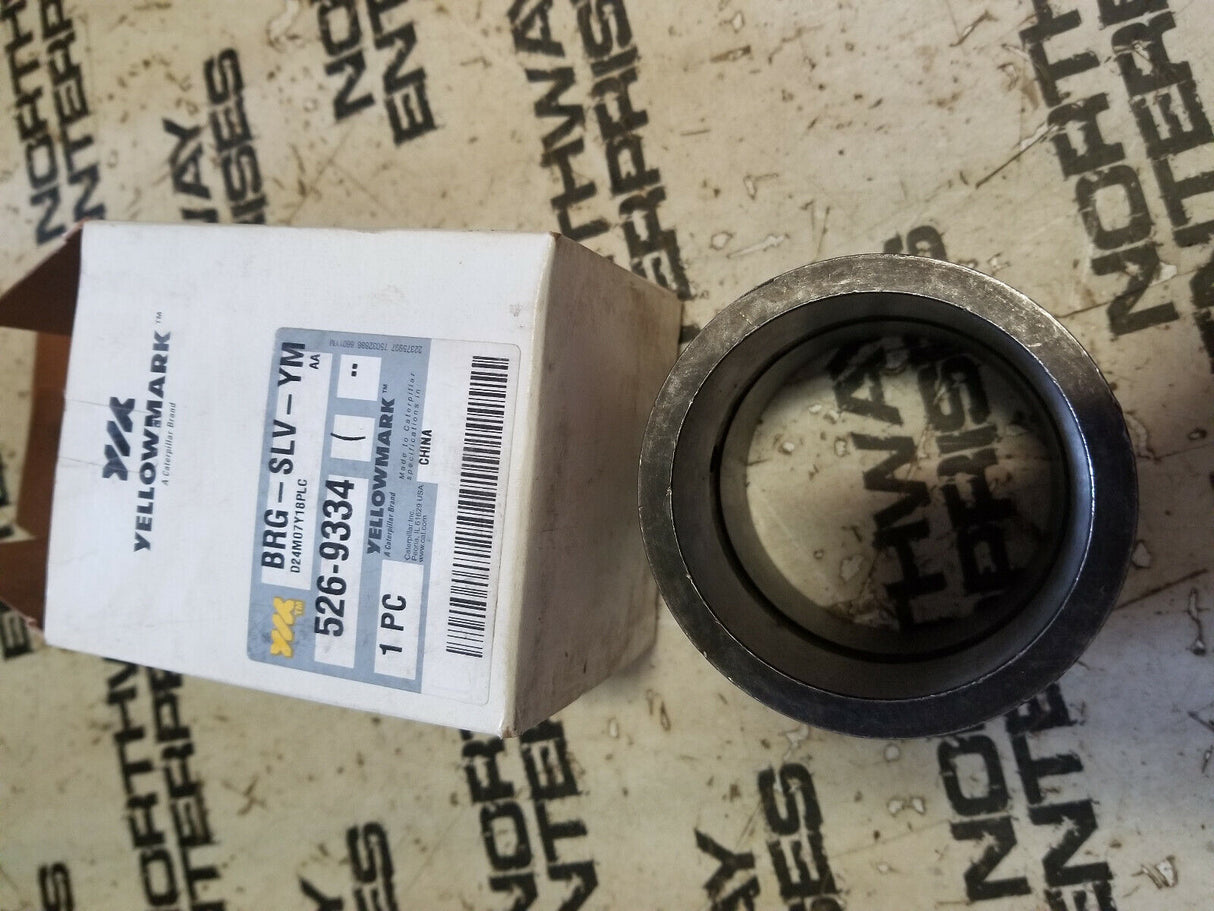 YELLOWMARK™
A Caterpillar Brand
BRG-SLV-YM
D24M07Y18PLC
AA
526-9334
1 PC
YELLOWMARK™
A Caterpillar Brand
Made to Caterpillar
specifications in
CHINA
Caterpillar Inc.
Peoria, IL 61629 USA
www.cat.com
NORTHWAY
ENTERPRISES